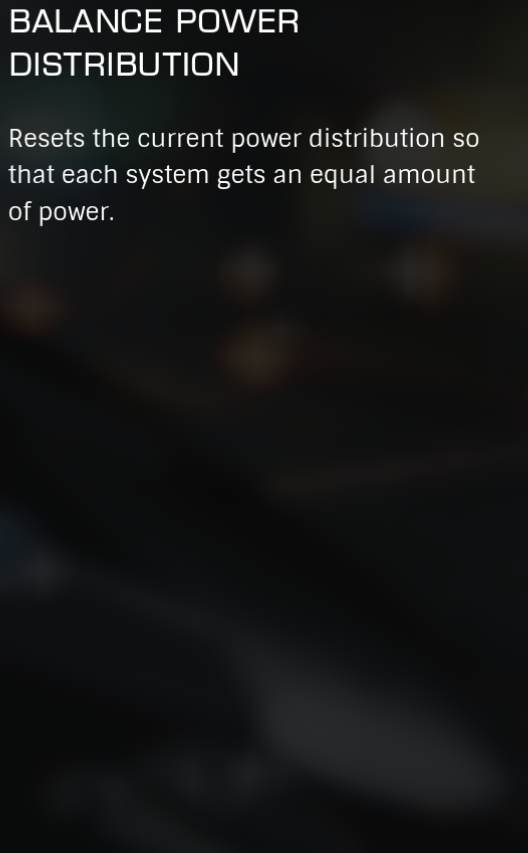 BALANCE POWER
DISTRIBUTION
Resets the current power distribution so
that each system gets an equal amount
of power.